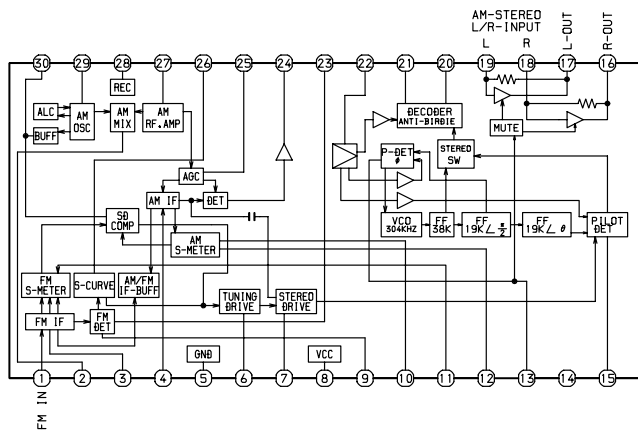 AM-STEREO
L/R-INPUT
L R L-OUT R-OUT
30 29 28 27 26 25 24 23 22 21 20 19 18 17 16
REC
ALC
AM
OSC
AM
MIX
AM
RF.AMP
BUFF
DECODER
ANTI-BIRDIE
MUTE
P-DET
φ
STEREO
SW
AGC
AM IF
DET
SD
COMP
AM
S-METER
VCO
304KHZ
FF
38K
FF
19K∠π/2
FF
19K∠θ
PILOT
DET
FM
S-METER
S-CURVE
AM/FM
IF-BUFF
TUNING
DRIVE
STEREO
DRIVE
FM IF
FM
DET
GND
VCC
1 2 3 4 5 6 7 8 9 10 11 12 13 14 15
FM IN